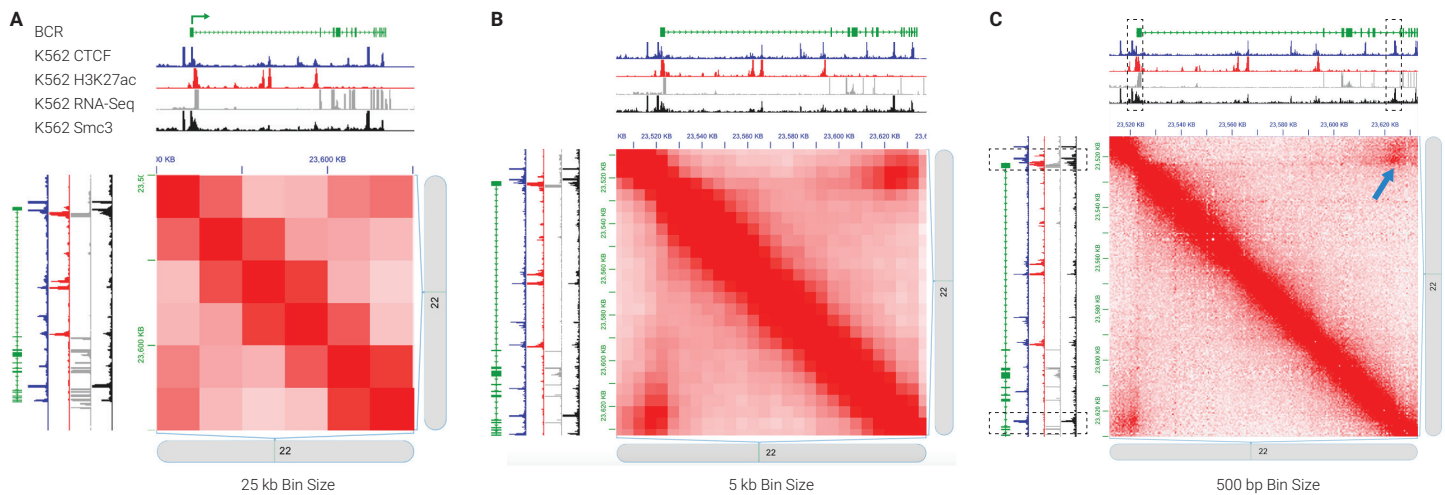 A
BCR
K562 CTCF
K562 H3K27ac
K562 RNA-Seq
K562 Smc3
00 KB
23,600 KB
23,50
23,600 KB
22
22
25 kb Bin Size
B
KB
23,520 KB
23,540 KB
23,560 KB
23,580 KB
23,600 KB
23,620 KB
23,6
23,520 KB
23,540 KB
23,560 KB
23,580 KB
23,600 KB
23,620 KB
22
22
5 kb Bin Size
C
23,520 KB
23,540 KB
23,560 KB
23,580 KB
23,600 KB
23,620 KB
23,520 KB
23,540 KB
23,560 KB
23,580 KB
23,600 KB
23,620 KB
22
22
500 bp Bin Size